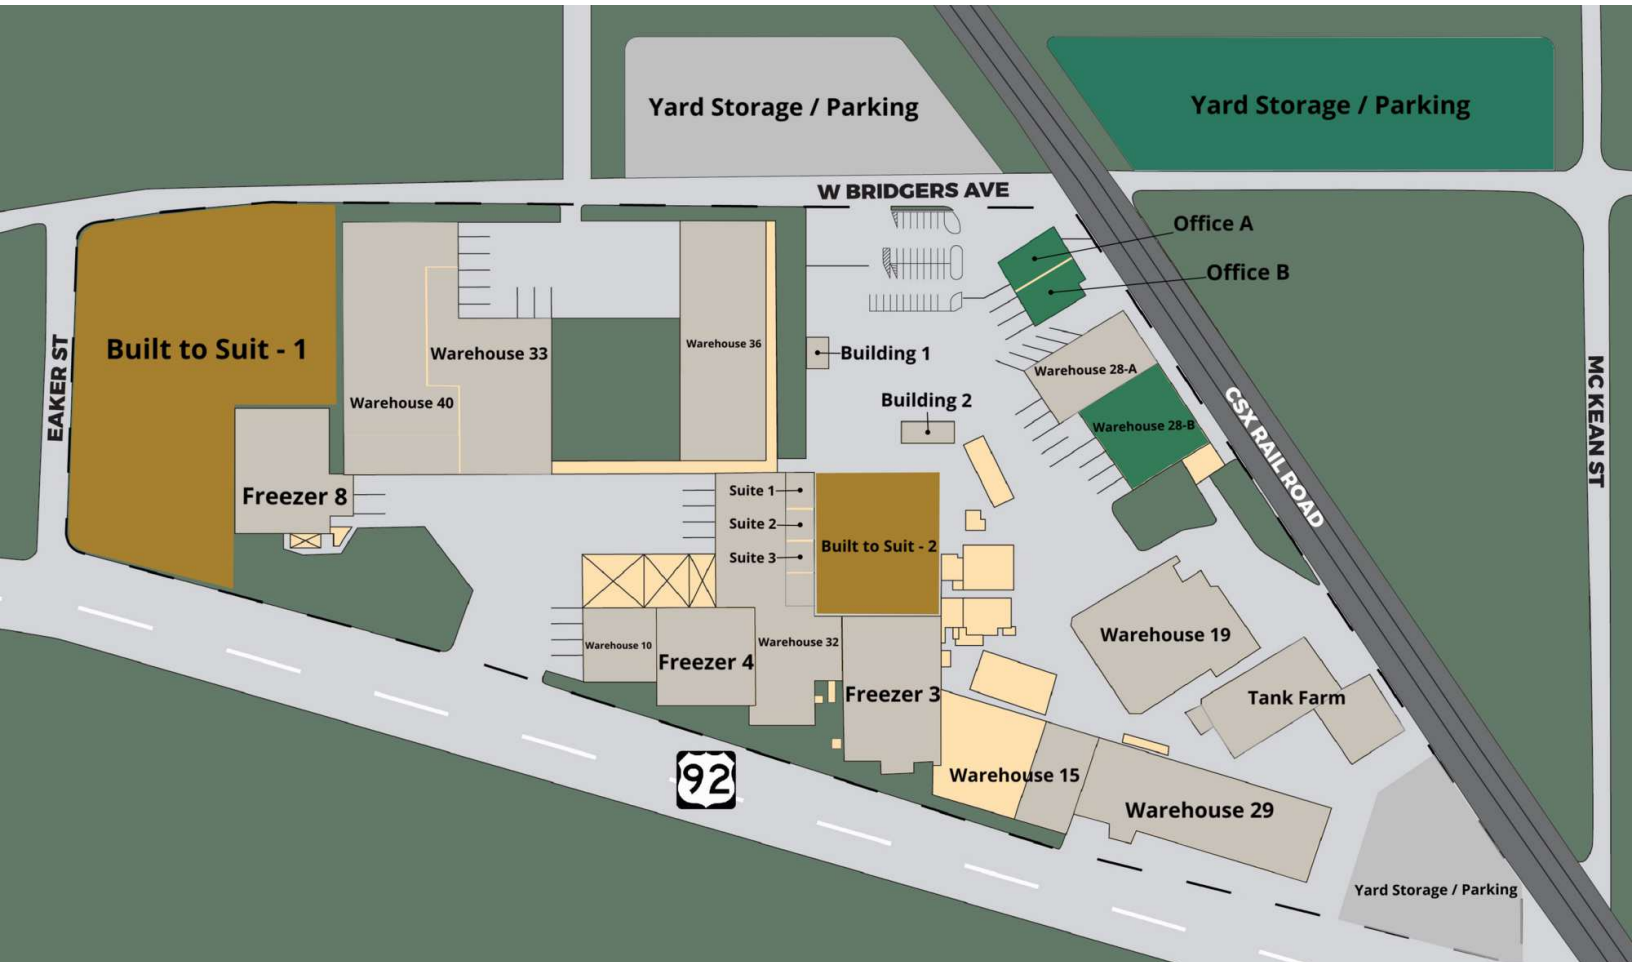 Yard Storage / Parking
Yard Storage / Parking
W BRIDGERS AVE
Office A
Office B
Built to Suit - 1
EAKER ST
Warehouse 33
Warehouse 36
Building 1
Warehouse 28-A
Warehouse 40
Building 2
Warehouse 28-B
CSX RAIL ROAD
MC KEAN ST
Freezer 8
Suite 1
Suite 2
Suite 3
Built to Suit - 2
Warehouse 10
Freezer 4
Warehouse 32
Warehouse 19
Freezer 3
Tank Farm
92
Warehouse 15
Warehouse 29
Yard Storage / Parking